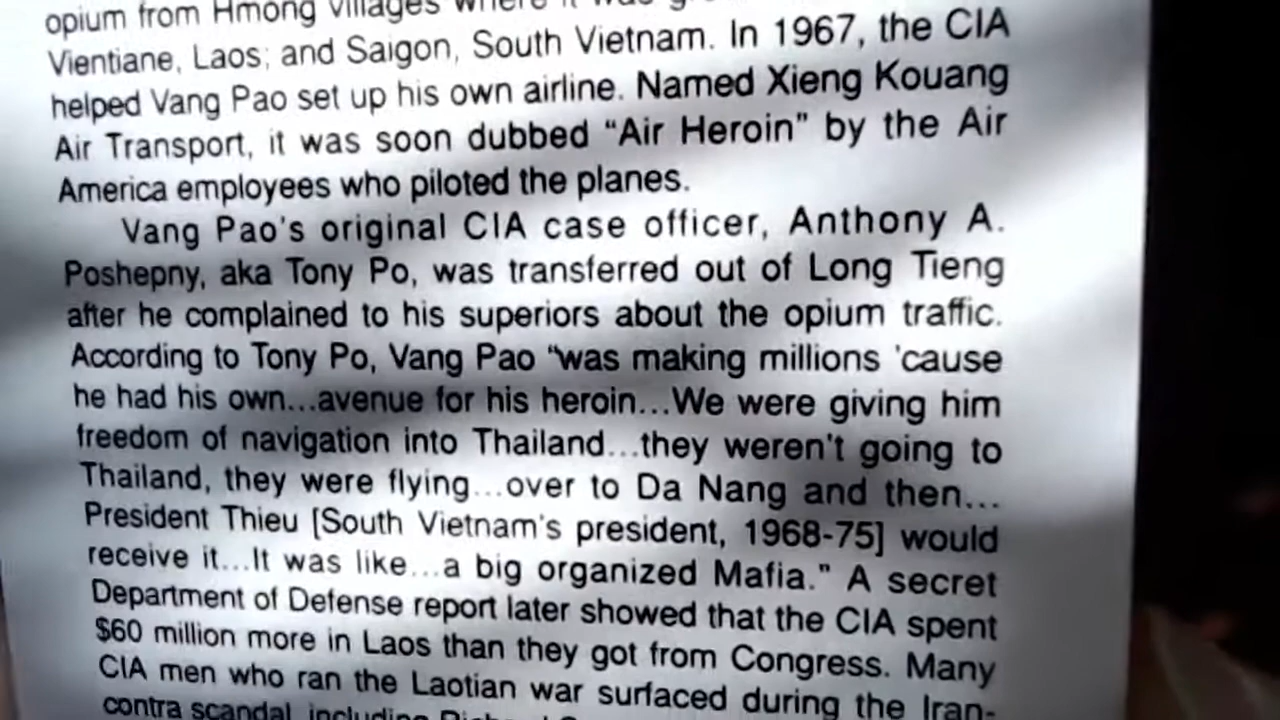 opium from Hmong villages where it was
Vientiane, Laos; and Saigon, South Vietnam. In 1967, the CIA
helped Vang Pao set up his own airline. Named Xieng Kouang
Air Transport, it was soon dubbed “Air Heroin” by the Air
America employees who piloted the planes.
Vang Pao's original CIA case officer, Anthony A.
Poshepny, aka Tony Po, was transferred out of Long Tieng
after he complained to his superiors about the opium traffic.
According to Tony Po, Vang Pao “was making millions 'cause
he had his own...avenue for his heroin...We were giving him
freedom of navigation into Thailand...they weren't going to
Thailand, they were flying...over to Da Nang and then...
President Thieu [South Vietnam's president, 1968-75] would
receive it...It was like...a big organized Mafia.” A secret
Department of Defense report later showed that the CIA spent
$60 million more in Laos than they got from Congress. Many
CIA men who ran the Laotian war surfaced during the Iran-
contra scandal, including